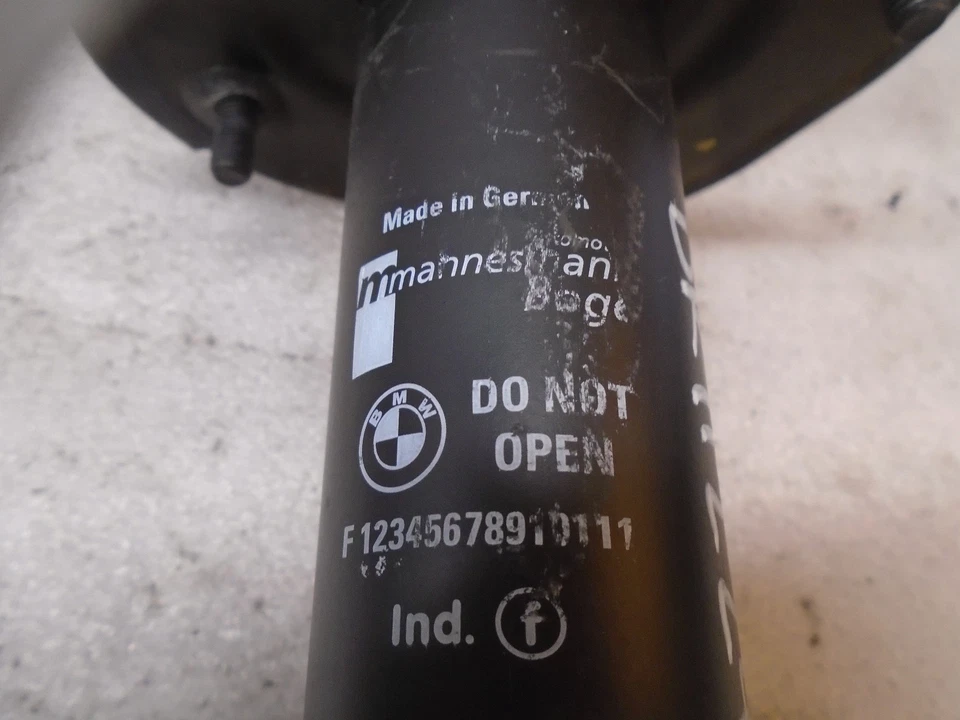 Made in German
mmannesmann
Boge
BMW
DO NOT
OPEN
F 12345678910111
Ind. f